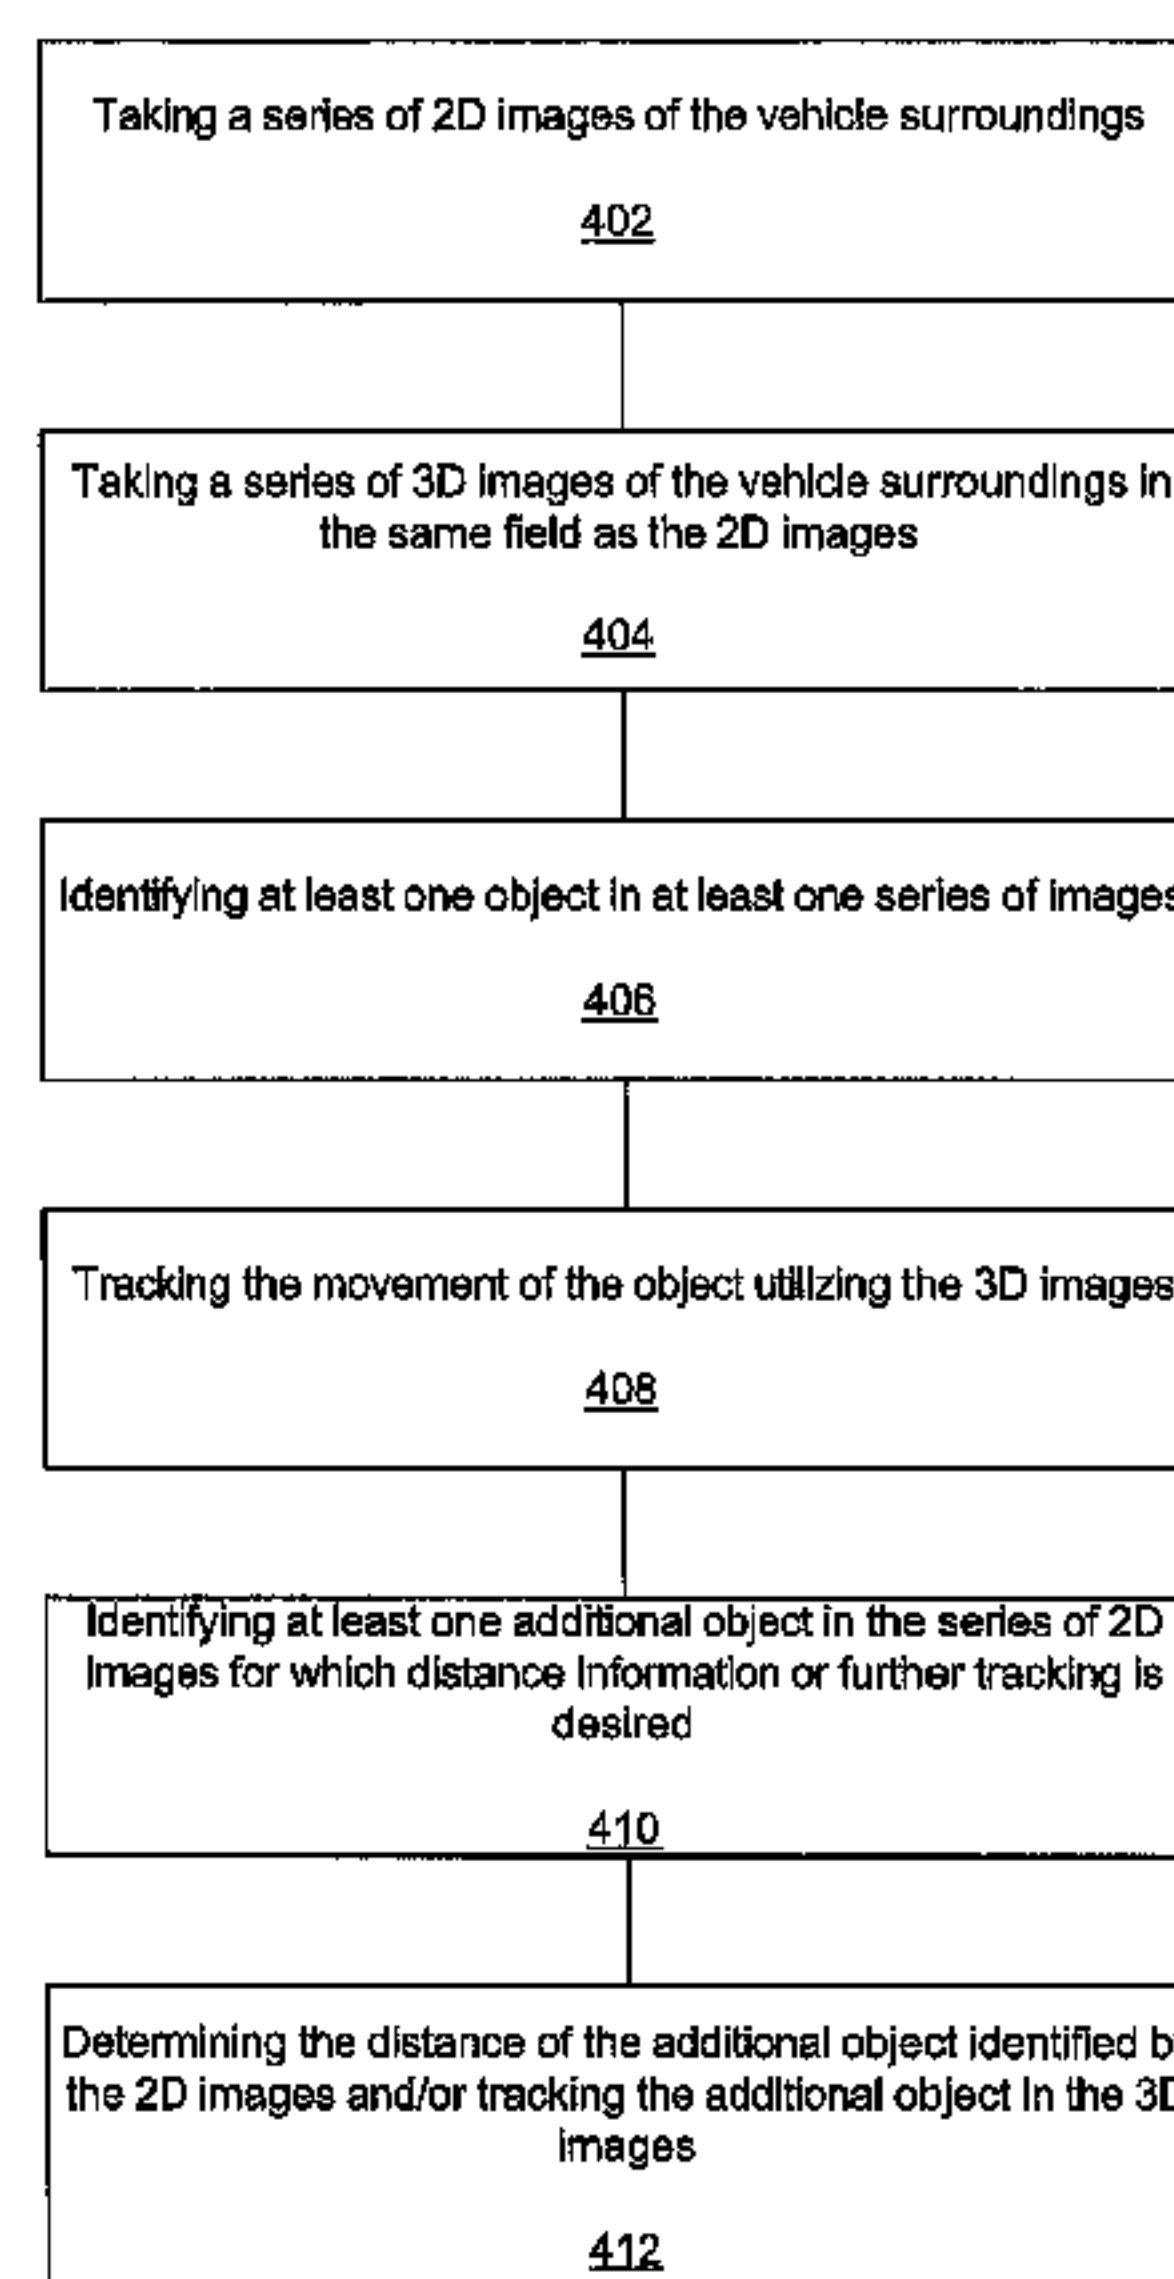 Taking a series of 2D images of the vehicle surroundings
402
Taking a series of 3D images of the vehicle surroundings in
the same field as the 2D images
404
Identifying at least one object in at least one series of images
406
Tracking the movement of the object utilizing the 3D images
408
Identifying at least one additional object in the series of 2D
images for which distance information or further tracking is
desired
410
Determining the distance of the additional object identified by
the 2D images and/or tracking the additional object in the 3D
images
412